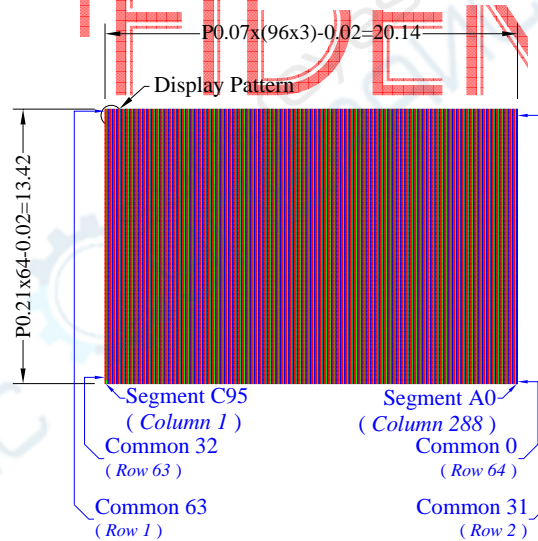 P0.07x(96x3)-0.02=20.14
Display Pattern
P0.21x64-0.02=13.42
Segment C95
( Column 1 )
Segment A0
( Column 288 )
Common 32
( Row 63 )
Common 0
( Row 64 )
Common 63
( Row 1 )
Common 31
( Row 2 )